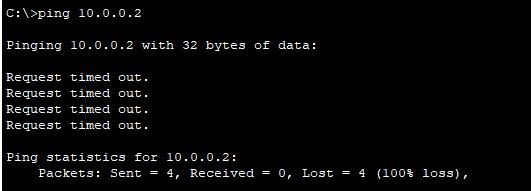 C:\>ping 10.0.0.2
Pinging 10.0.0.2 with 32 bytes of data:
Request timed out.
Request timed out.
Request timed out.
Request timed out.
Ping statistics for 10.0.0.2:
    Packets: Sent = 4, Received = 0, Lost = 4 (100% loss),